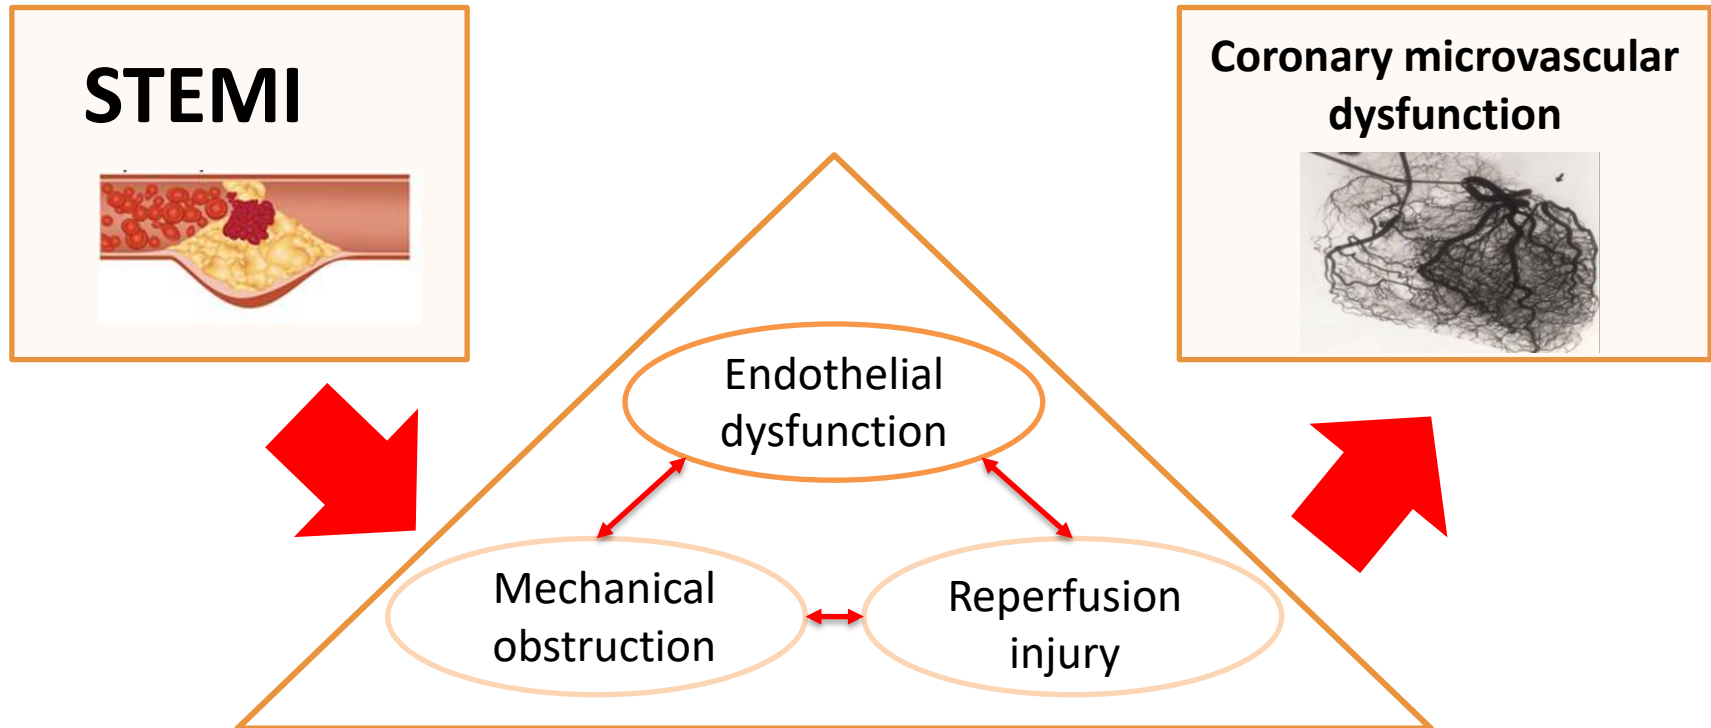 STEMI
Coronary microvascular
dysfunction
Endothelial
dysfunction
Mechanical
obstruction
Reperfusion
injury